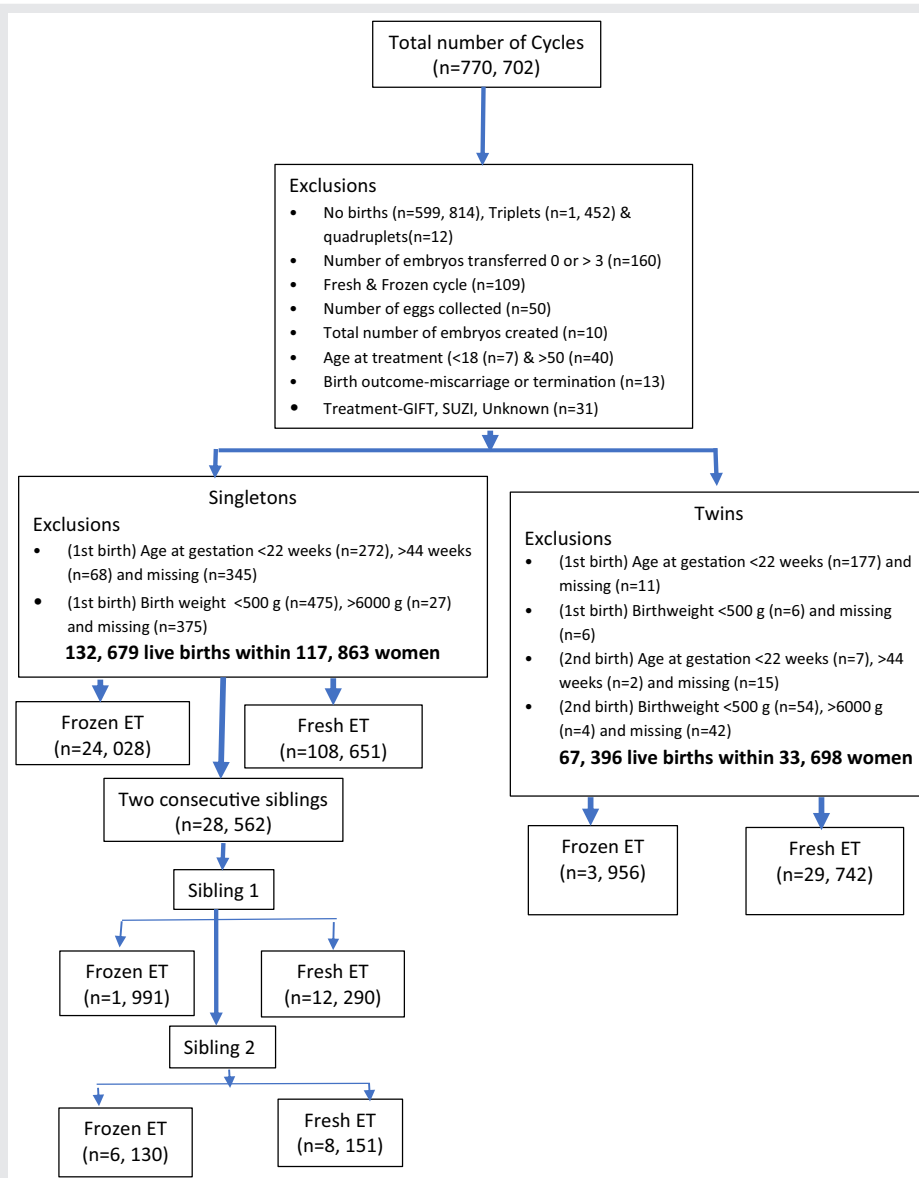 Total number of Cycles
(n=770, 702)
Exclusions
• No births (n=599, 814), Triplets (n=1, 452) &
quadruplets(n=12)
• Number of embryos transferred 0 or > 3 (n=160)
• Fresh & Frozen cycle (n=109)
• Number of eggs collected (n=50)
• Total number of embryos created (n=10)
• Age at treatment (<18 (n=7) & >50 (n=40)
• Birth outcome-miscarriage or termination (n=13)
• Treatment-GIFT, SUZI, Unknown (n=31)
Singletons
Exclusions
• (1st birth) Age at gestation <22 weeks (n=272), >44 weeks
(n=68) and missing (n=345)
• (1st birth) Birth weight <500 g (n=475), >6000 g (n=27)
and missing (n=375)
132, 679 live births within 117, 863 women
Twins
Exclusions
• (1st birth) Age at gestation <22 weeks (n=177) and
missing (n=11)
• (1st birth) Birthweight <500 g (n=6) and missing
(n=6)
• (2nd birth) Age at gestation <22 weeks (n=7), >44
weeks (n=2) and missing (n=15)
• (2nd birth) Birthweight <500 g (n=54), >6000 g
(n=4) and missing (n=42)
67, 396 live births within 33, 698 women
Frozen ET
(n=24, 028)
Fresh ET
(n=108, 651)
Two consecutive siblings
(n=28, 562)
Frozen ET
(n=3, 956)
Fresh ET
(n=29, 742)
Sibling 1
Frozen ET
(n=1, 991)
Fresh ET
(n=12, 290)
Sibling 2
Frozen ET
(n=6, 130)
Fresh ET
(n=8, 151)